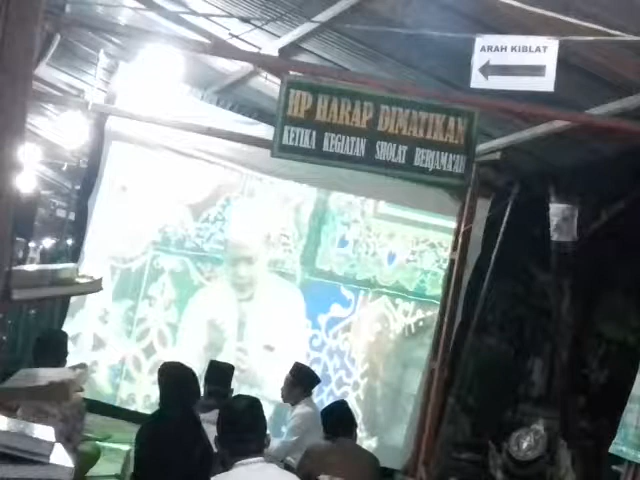 ARAH KIBLAT
HP HARAP DIMATIKAN
KETIKA KEGIATAN SHOLAT BERJAMA'AH